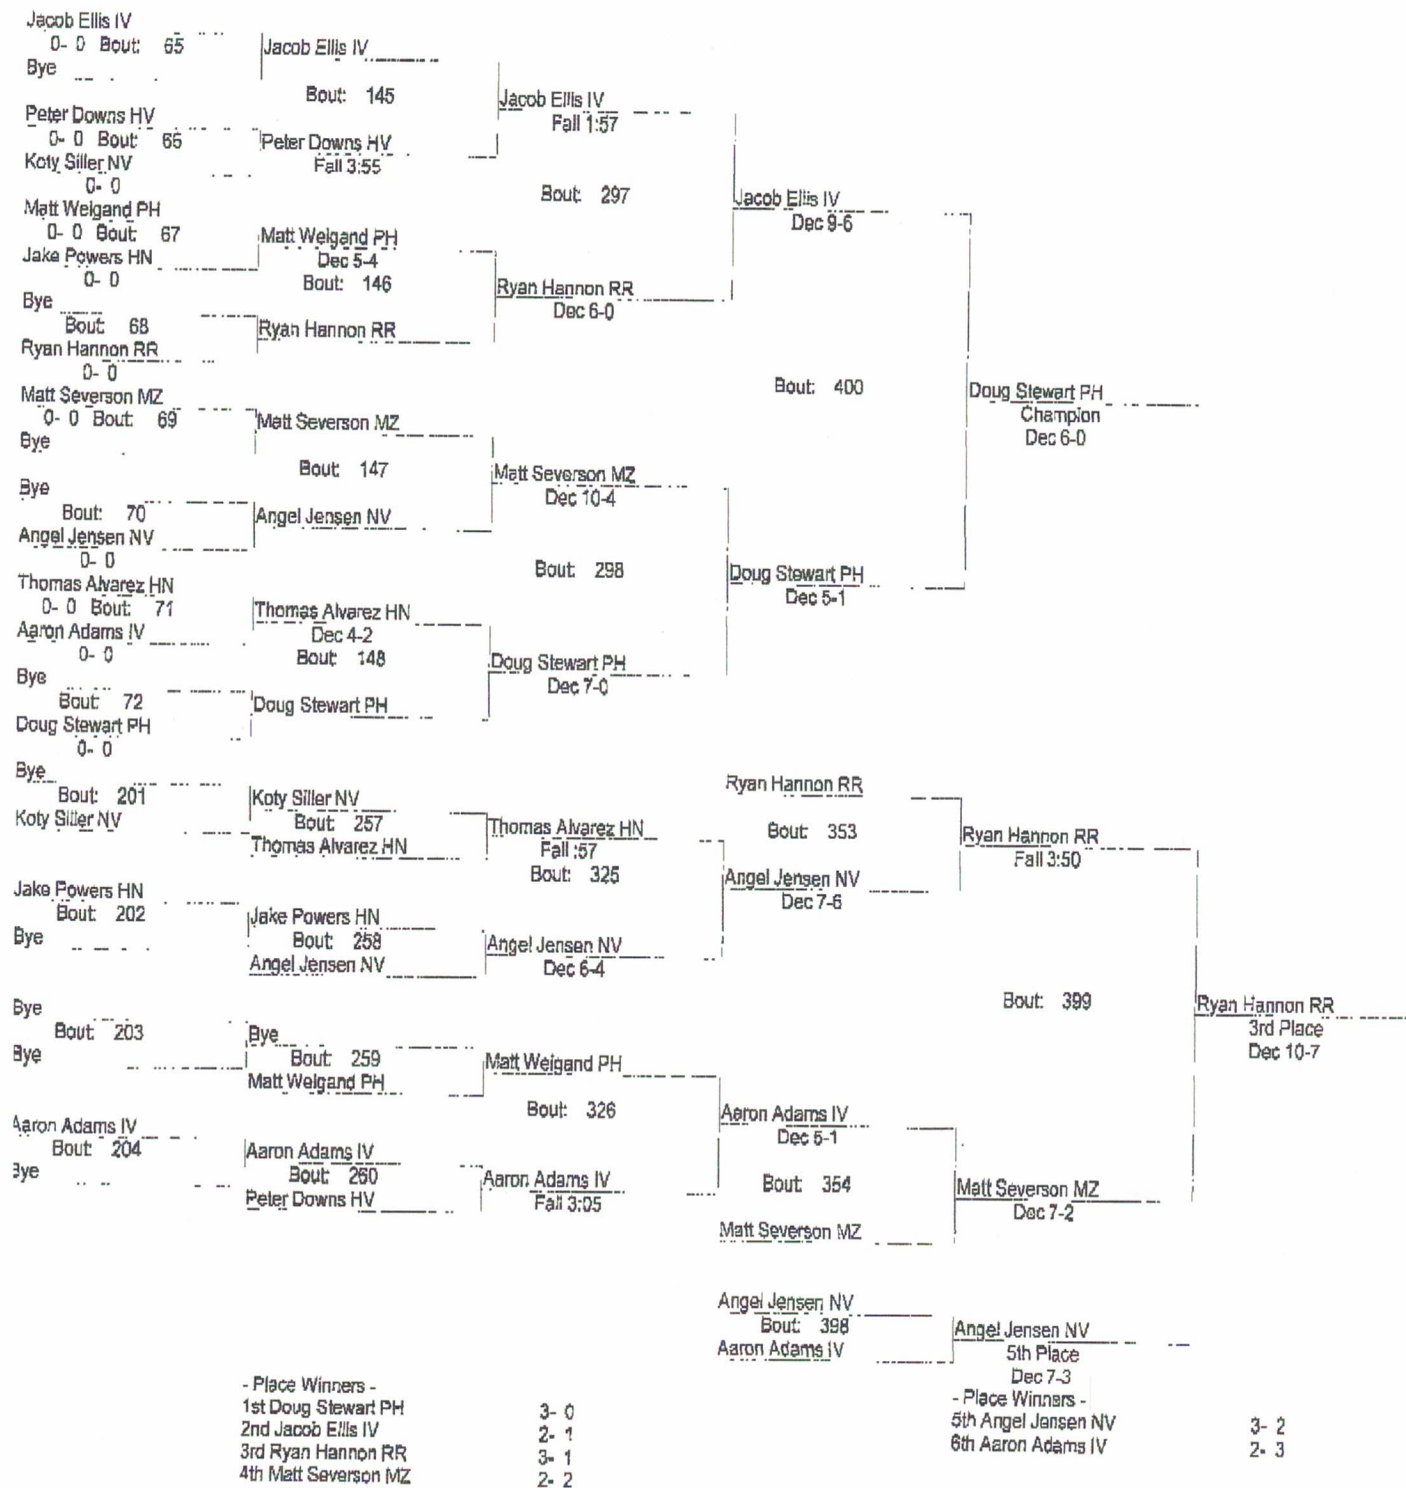 Jacob Ellis IV
0- 0 Bout: 65
Bye
Peter Downs HV
0- 0 Bout: 65
Koty Siller NV
0- 0
Matt Weigand PH
0- 0 Bout: 67
Jake Powers HN
0- 0
Bye
Bout: 68
Ryan Hannon RR
0- 0
Matt Severson MZ
0- 0 Bout: 69
Bye
Bye
Bout: 70
Angel Jensen NV
0- 0
Thomas Alvarez HN
0- 0 Bout: 71
Aaron Adams IV
0- 0
Bye
Bout: 72
Doug Stewart PH
0- 0
Jacob Ellis IV
Bout: 145
Peter Downs HV
Fall 3:55
Matt Weigand PH
Dec 5-4
Bout: 146
Ryan Hannon RR
Matt Severson MZ
Bout: 147
Angel Jensen NV
Thomas Alvarez HN
Dec 4-2
Bout: 148
Doug Stewart PH
Jacob Ellis IV
Fall 1:57
Bout: 297
Ryan Hannon RR
Dec 6-0
Matt Severson MZ
Dec 10-4
Bout: 298
Doug Stewart PH
Dec 7-0
Jacob Ellis IV
Dec 9-6
Bout: 400
Doug Stewart PH
Dec 5-1
Doug Stewart PH
Champion
Dec 6-0
Bye
Bout: 201
Koty Siller NV
Jake Powers HN
Bout: 202
Bye
Bye
Bout: 203
Bye
Aaron Adams IV
Bout: 204
Bye
Koty Siller NV
Bout: 257
Thomas Alvarez HN
Jake Powers HN
Bout: 258
Angel Jensen NV
Bye
Bout: 259
Matt Weigand PH
Aaron Adams IV
Bout: 260
Peter Downs HV
Thomas Alvarez HN
Fall :57
Bout: 325
Angel Jensen NV
Dec 6-4
Matt Weigand PH
Bout: 326
Aaron Adams IV
Fall 3:05
Ryan Hannon RR
Bout: 353
Angel Jensen NV
Dec 7-6
Aaron Adams IV
Dec 5-1
Bout: 354
Matt Severson MZ
Ryan Hannon RR
Fall 3:50
Bout: 399
Matt Severson MZ
Dec 7-2
Ryan Hannon RR
3rd Place
Dec 10-7
Angel Jensen NV
Bout: 398
Aaron Adams IV
Angel Jensen NV
5th Place
Dec 7-3
- Place Winners -
1st Doug Stewart PH 3- 0
2nd Jacob Ellis IV 2- 1
3rd Ryan Hannon RR 3- 1
4th Matt Severson MZ 2- 2
- Place Winners -
5th Angel Jensen NV 3- 2
6th Aaron Adams IV 2- 3